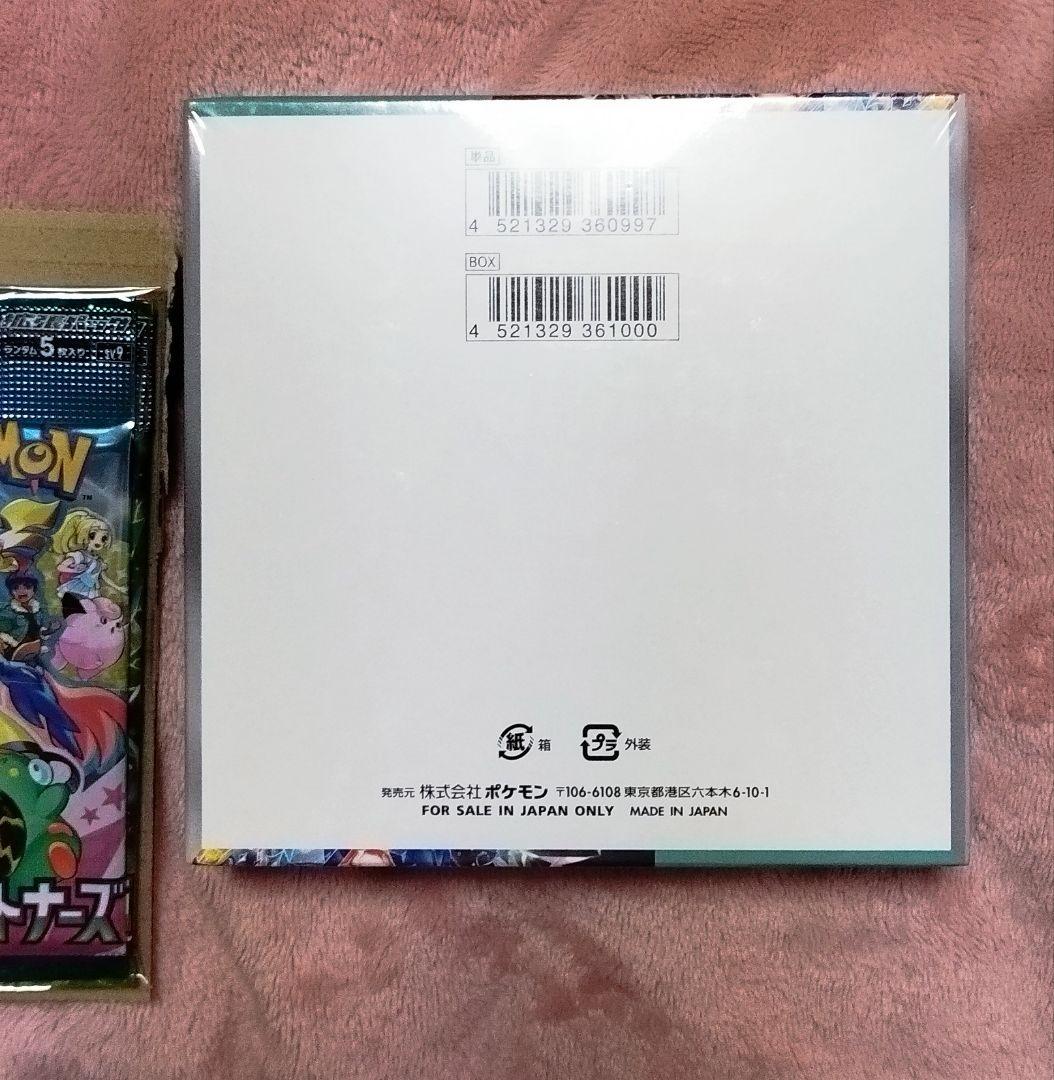 単品
4 521329 360997
BOX
4 521329 361000
ランダム5枚入り
sv9
MON
TM
トナーズ
紙 箱 プラ 外装
発売元 株式会社ポケモン 〒106-6108 東京都港区六本木6-10-1
FOR SALE IN JAPAN ONLY MADE IN JAPAN